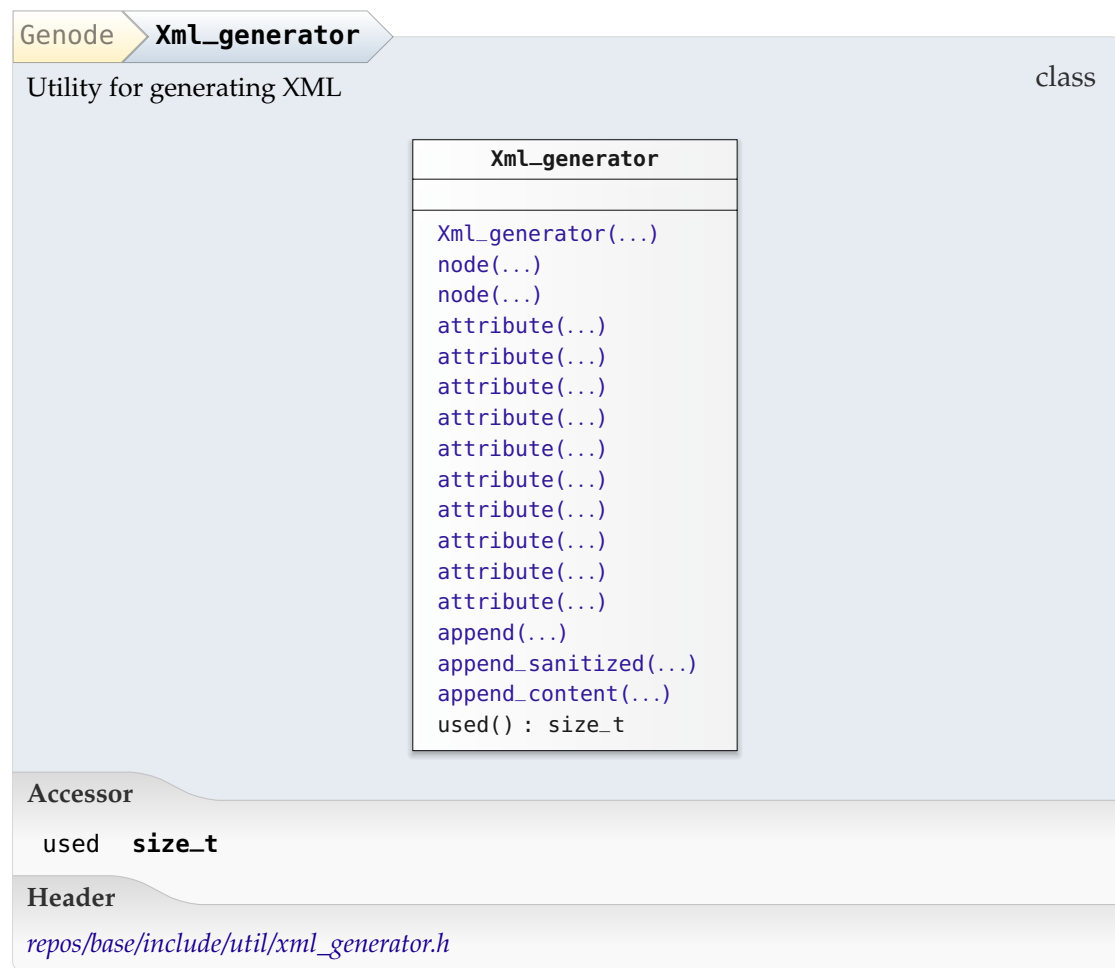 Genode Xml_generator
Utility for generating XML
class
Xml_generator
Xml_generator(...)
node(...)
node(...)
attribute(...)
attribute(...)
attribute(...)
attribute(...)
attribute(...)
attribute(...)
attribute(...)
attribute(...)
attribute(...)
attribute(...)
append(...)
append_sanitized(...)
append_content(...)
used() : size_t
Accessor
used size_t
Header
repos/base/include/util/xml_generator.h